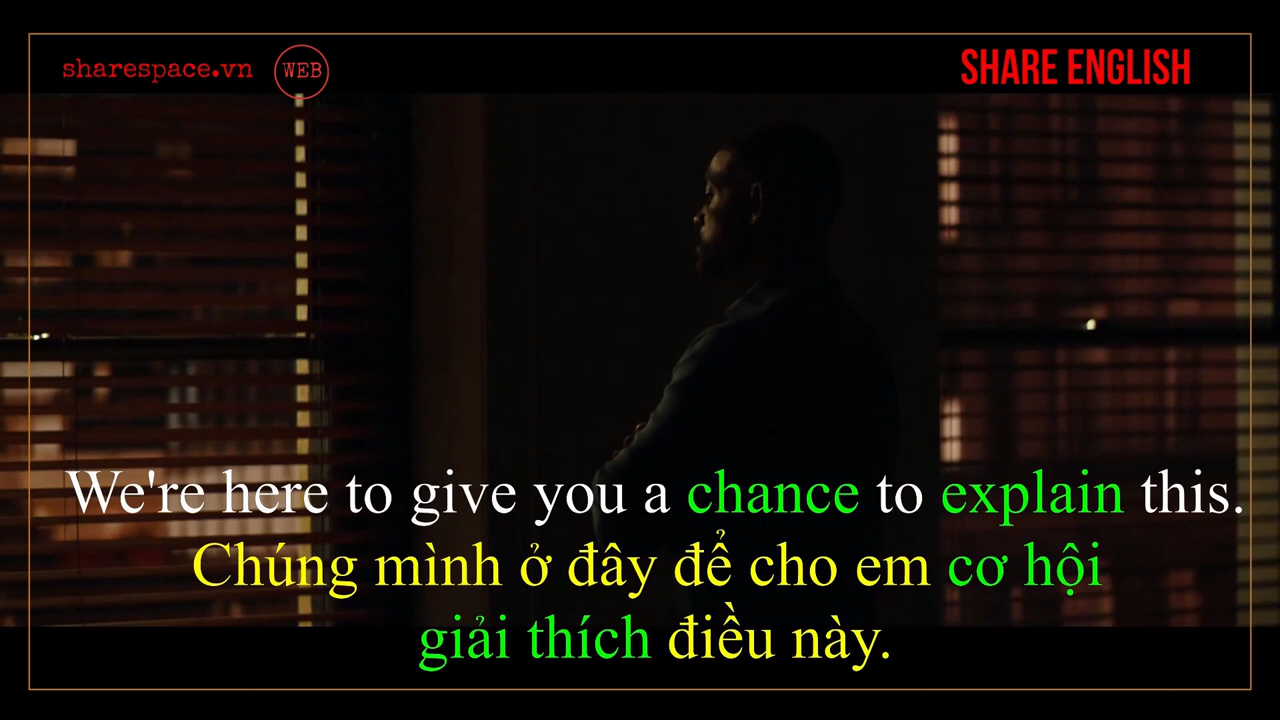 sharespace.vn WEB SHARE ENGLISH
We're here to give you a chance to explain this.
Chúng mình ở đây để cho em cơ hội
giải thích điều này.